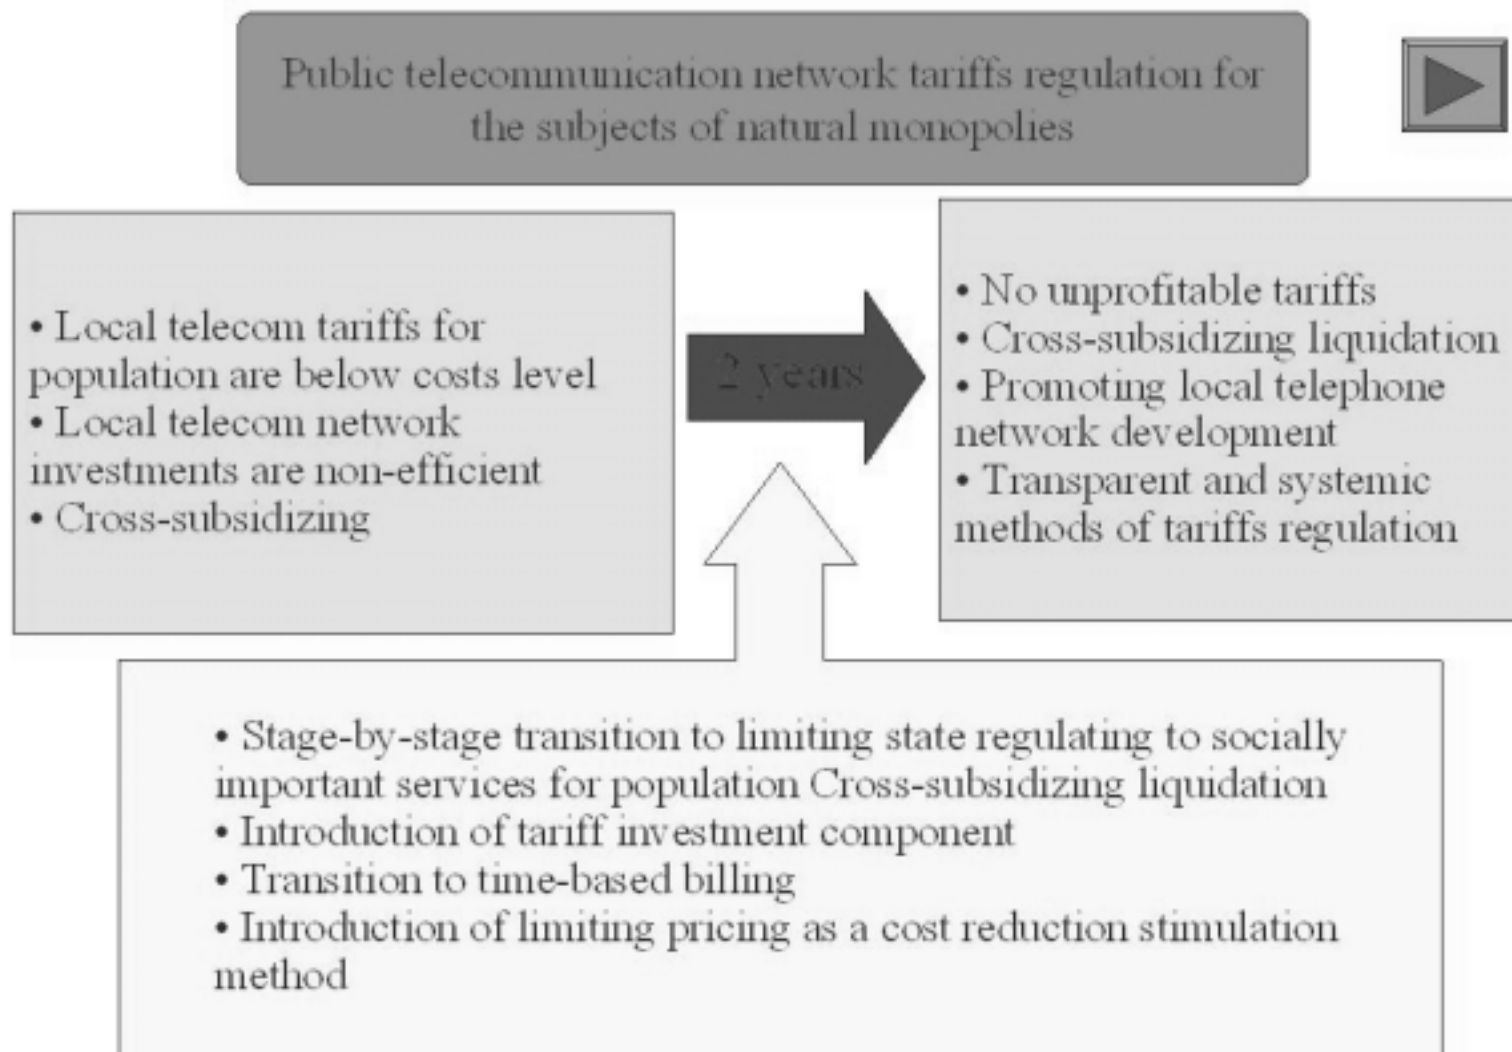 Public telecommunication network tariffs regulation for
the subjects of natural monopolies
• Local telecom tariffs for
population are below costs level
• Local telecom network
investments are non-efficient
• Cross-subsidizing
2 years
• No unprofitable tariffs
• Cross-subsidizing liquidation
• Promoting local telephone
network development
• Transparent and systemic
methods of tariffs regulation
• Stage-by-stage transition to limiting state regulating to socially
important services for population Cross-subsidizing liquidation
• Introduction of tariff investment component
• Transition to time-based billing
• Introduction of limiting pricing as a cost reduction stimulation
method